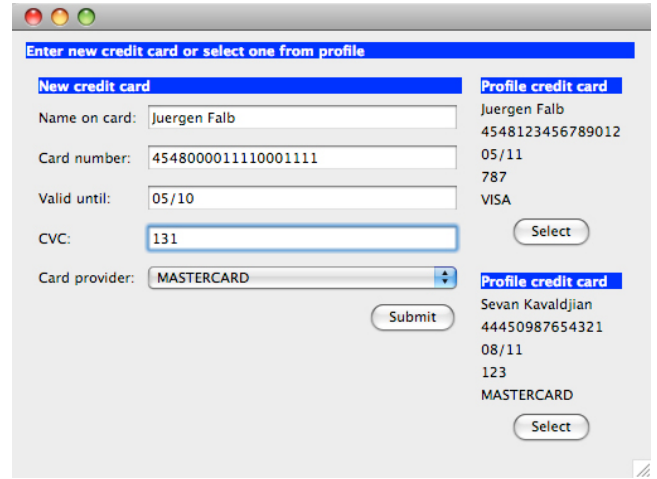 Enter new credit card or select one from profile
New credit card
Name on card: Juergen Falb
Card number: 4548000011110001111
Valid until: 05/10
CVC: 131
Card provider: MASTERCARD
Submit
Profile credit card
Juergen Falb
4548123456789012
05/11
787
VISA
Select
Profile credit card
Sevan Kavaldjian
44450987654321
08/11
123
MASTERCARD
Select